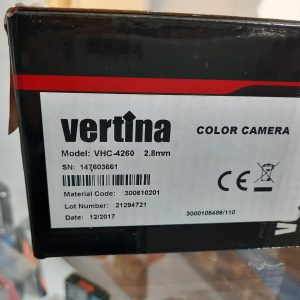 vertina
COLOR CAMERA
Model: VHC-4260 2.8mm
SN: 147603661
Material Code: 300610201
Lot Number: 21294721
Date: 12/2017
3000108486/110
CE